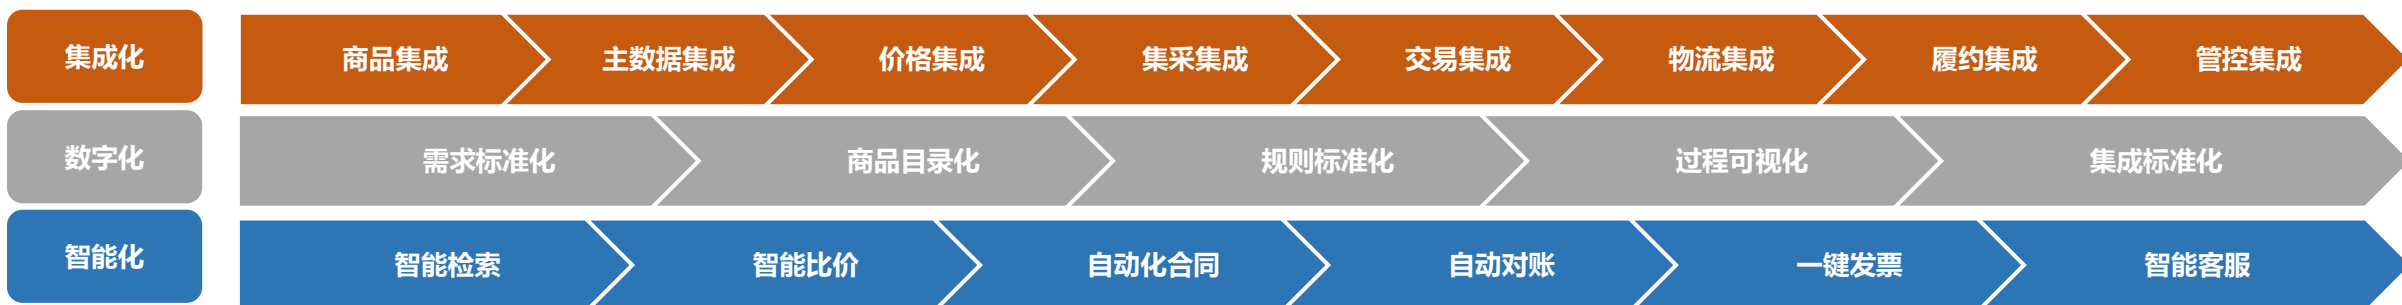 集成化 商品集成 主数据集成 价格集成 集采集成 交易集成 物流集成 履约集成 管控集成
数字化 需求标准化 商品目录化 规则标准化 过程可视化 集成标准化
智能化 智能检索 智能比价 自动化合同 自动对账 一键发票 智能客服